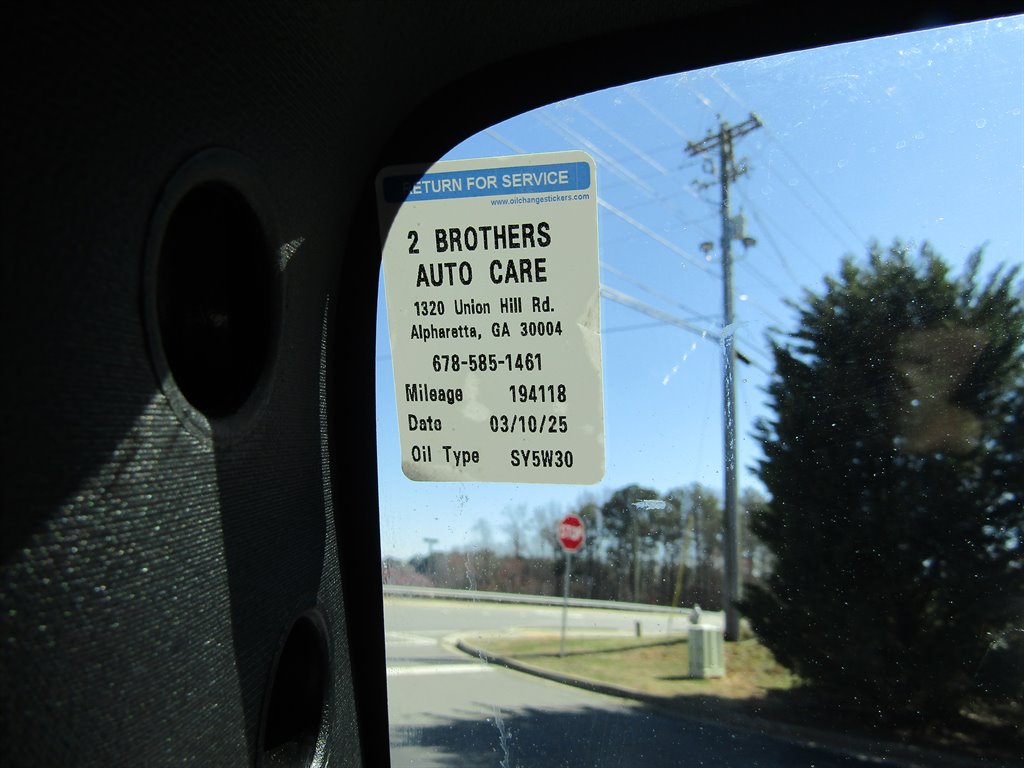 RETURN FOR SERVICE
www.oilchangestickers.com
2 BROTHERS
AUTO CARE
1320 Union Hill Rd.
Alpharetta, GA 30004
678-585-1461
Mileage 194118
Date 03/10/25
Oil Type SY5W30
STOP